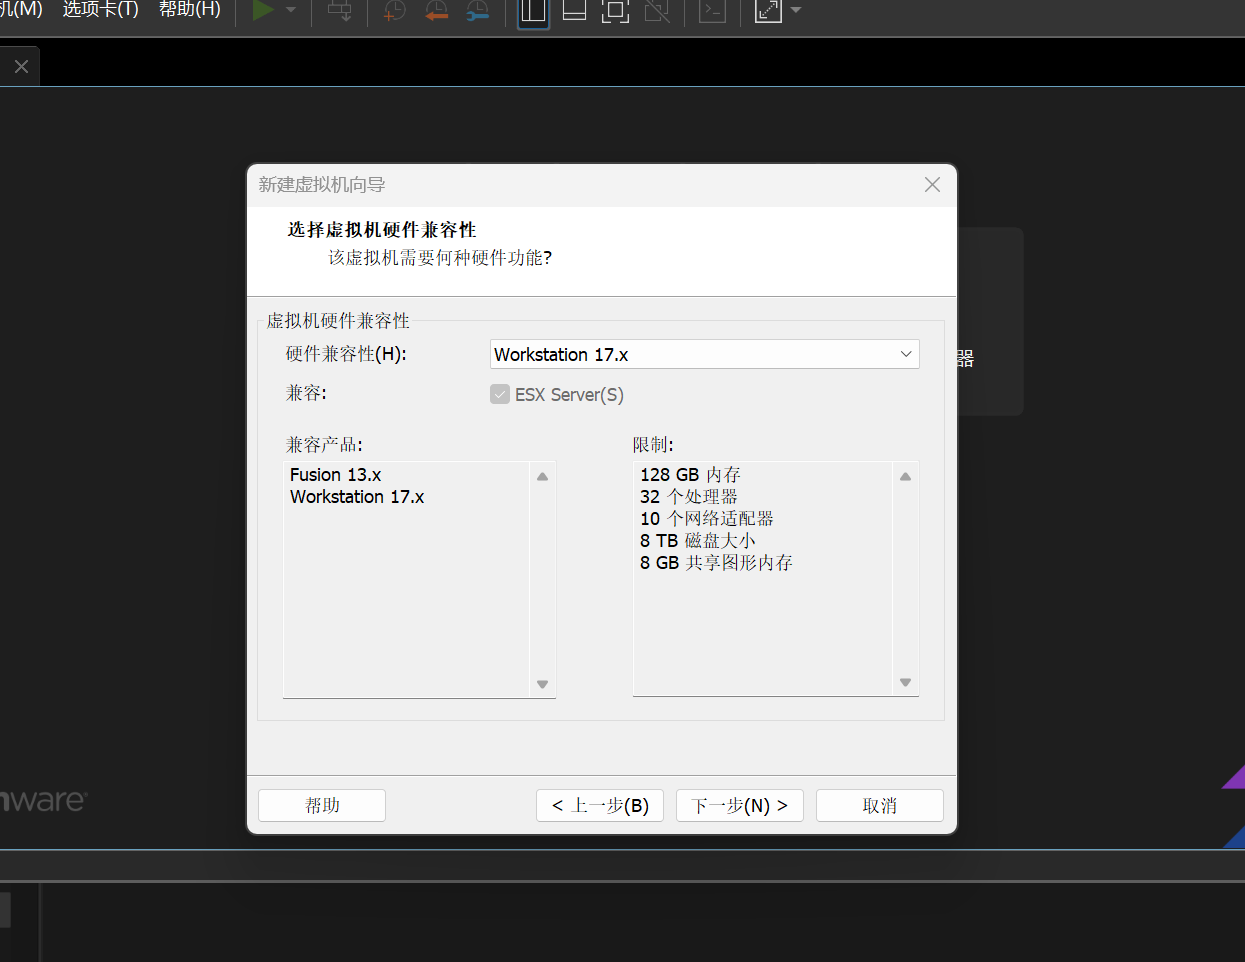 机(M) 选项卡(T) 帮助(H)
新建虚拟机向导
选择虚拟机硬件兼容性
该虚拟机需要何种硬件功能?
虚拟机硬件兼容性
硬件兼容性(H): Workstation 17.x
器
兼容: ESX Server(S)
兼容产品:
Fusion 13.x
Workstation 17.x
限制:
128 GB 内存
32 个处理器
10 个网络适配器
8 TB 磁盘大小
8 GB 共享图形内存
mware
帮助 < 上一步(B) 下一步(N) > 取消